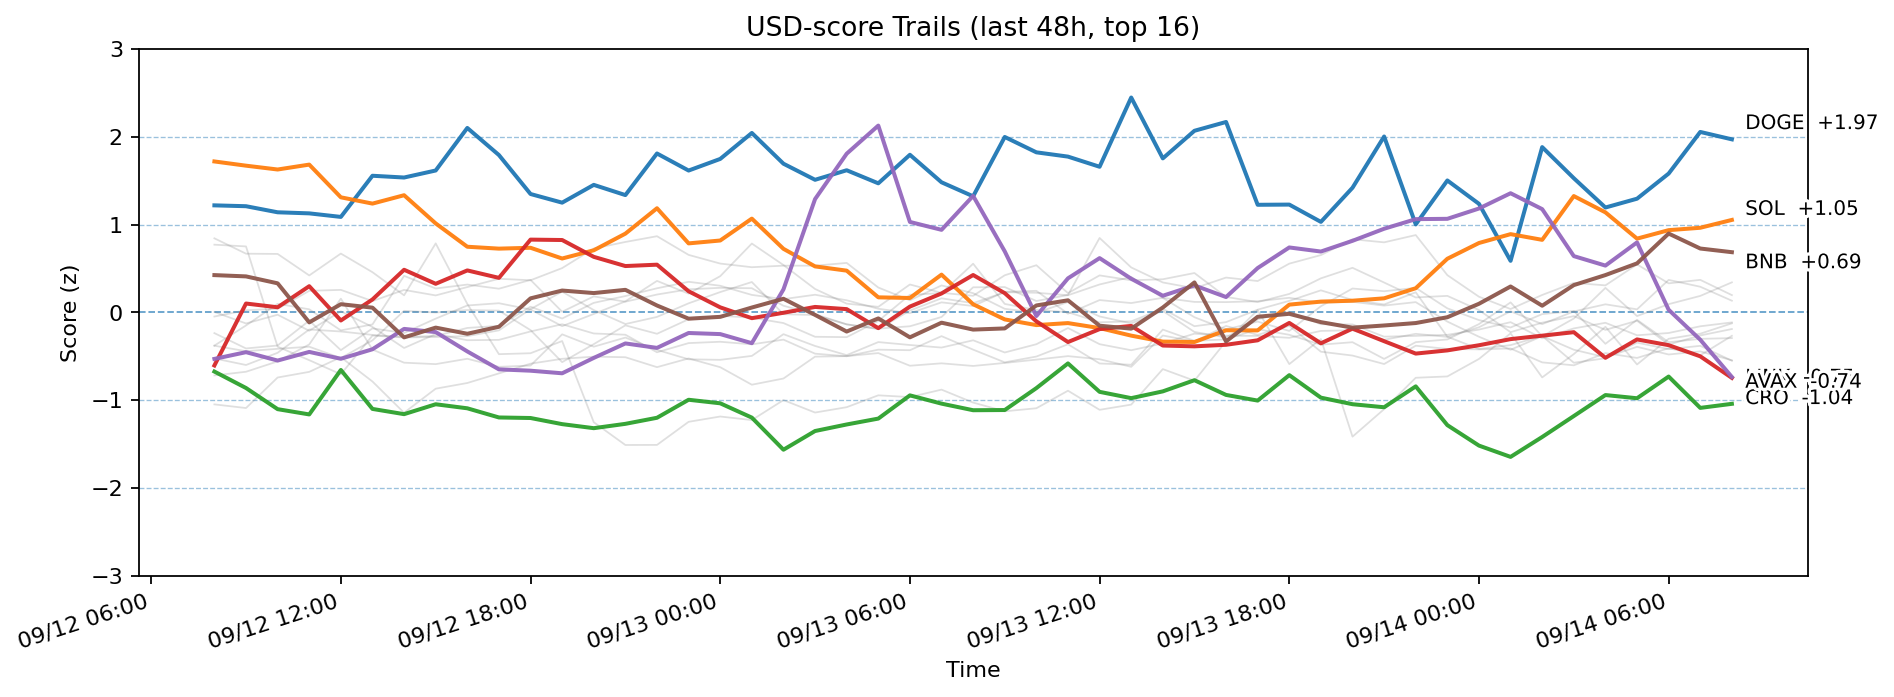 USD-score Trails (last 48h, top 16)
Score (z)
3
2
1
0
−1
−2
−3
DOGE +1.97
SOL +1.05
BNB +0.69
AVAX -0.74
CRO -1.04
09/12 06:00
09/12 12:00
09/12 18:00
09/13 00:00
09/13 06:00
09/13 12:00
09/13 18:00
09/14 00:00
09/14 06:00
Time